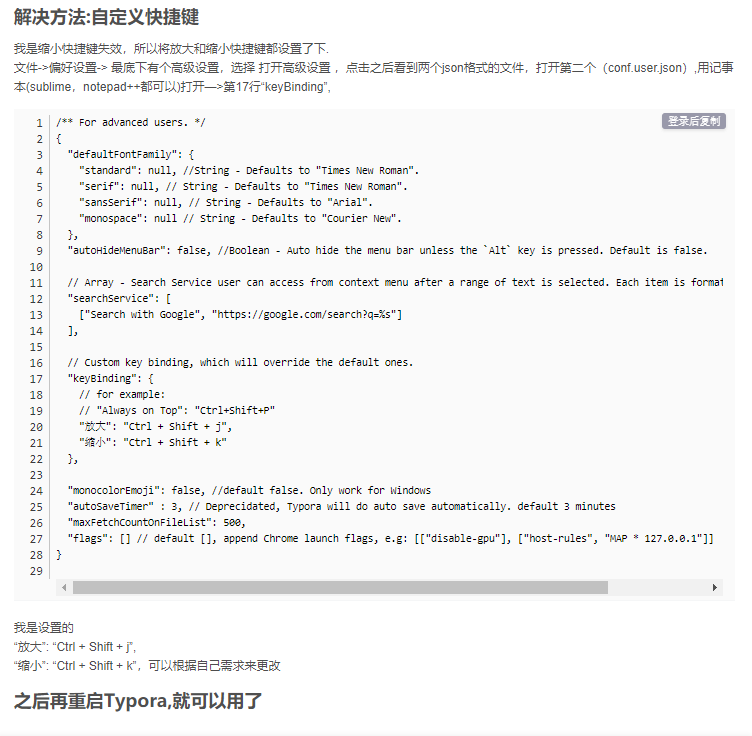 解决方法:自定义快捷键
我是缩小快捷键失效，所以将放大和缩小快捷键都设置了下.
文件->偏好设置-> 最底下有个高级设置，选择 打开高级设置 ，点击之后看到两个json格式的文件，打开第二个（conf.user.json）,用记事
本(sublime，notepad++都可以)打开—>第17行“keyBinding”,
登录后复制
1 /** For advanced users. */
2 {
3 "defaultFontFamily": {
4 "standard": null, //String - Defaults to "Times New Roman".
5 "serif": null, // String - Defaults to "Times New Roman".
6 "sansSerif": null, // String - Defaults to "Arial".
7 "monospace": null // String - Defaults to "Courier New".
8 },
9 "autoHideMenuBar": false, //Boolean - Auto hide the menu bar unless the `Alt` key is pressed. Default is false.
10
11 // Array - Search Service user can access from context menu after a range of text is selected. Each item is format
12 "searchService": [
13 ["Search with Google", "https://google.com/search?q=%s"]
14 ],
15
16 // Custom key binding, which will override the default ones.
17 "keyBinding": {
18 // for example:
19 // "Always on Top": "Ctrl+Shift+P"
20 "放大": "Ctrl + Shift + j",
21 "缩小": "Ctrl + Shift + k"
22 },
23
24 "monocolorEmoji": false, //default false. Only work for Windows
25 "autoSaveTimer" : 3, // Deprecidated, Typora will do auto save automatically. default 3 minutes
26 "maxFetchCountOnFileList": 500,
27 "flags": [] // default [], append Chrome launch flags, e.g: [["disable-gpu"], ["host-rules", "MAP * 127.0.0.1"]]
28 }
29
我是设置的
“放大”: “Ctrl + Shift + j”,
“缩小”: “Ctrl + Shift + k”，可以根据自己需求来更改
之后再重启Typora,就可以用了